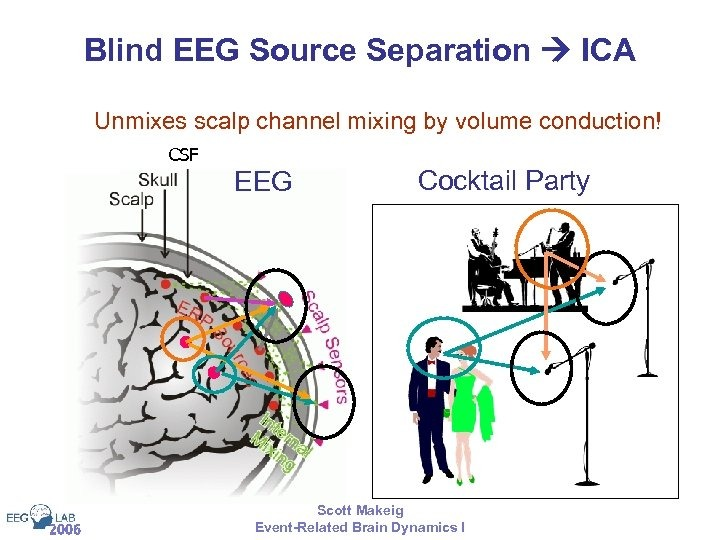 Blind EEG Source Separation → ICA
Unmixes scalp channel mixing by volume conduction!
CSF
Skull
Scalp
EEG
Cocktail Party
ERP Sources
Scalp Sensors
Internal
Mixing
EEG
LAB
2006
Scott Makeig
Event-Related Brain Dynamics I